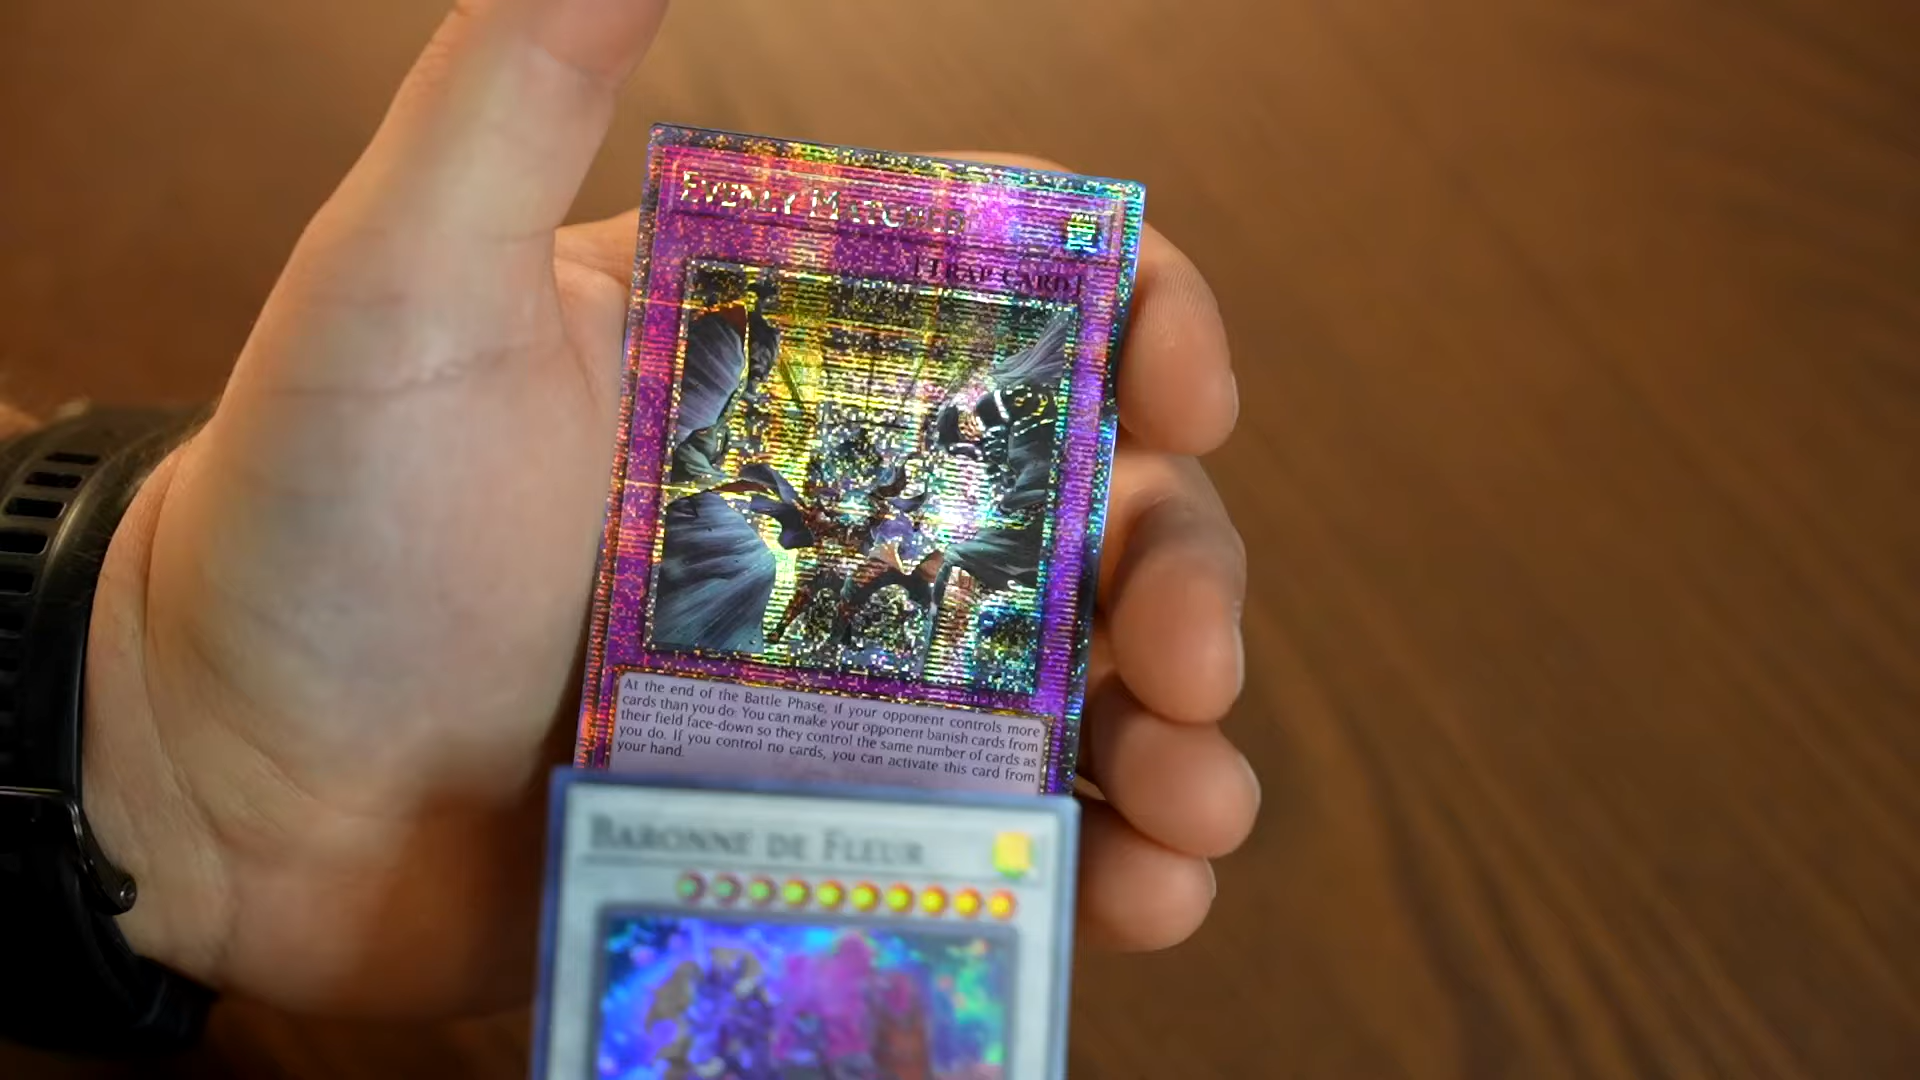 EVENLY MATCHED
[TRAP CARD]
At the end of the Battle Phase, if your opponent controls more
cards than you do: You can make your opponent banish cards from
their field face-down so they control the same number of cards as
you do. If you control no cards, you can activate this card from
your hand.
BARONNE DE FLEUR